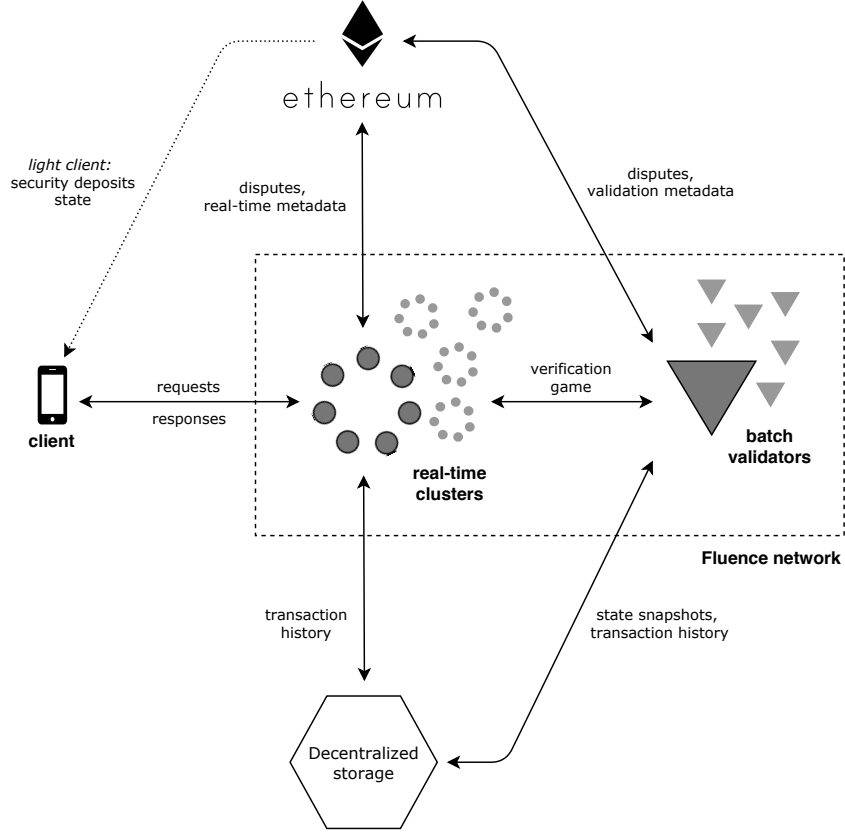 ethereum
light client:
security deposits
state
disputes,
real-time metadata
disputes,
validation metadata
requests
responses
client
verification
game
real-time
clusters
batch
validators
Fluence network
transaction
history
state snapshots,
transaction history
Decentralized
storage